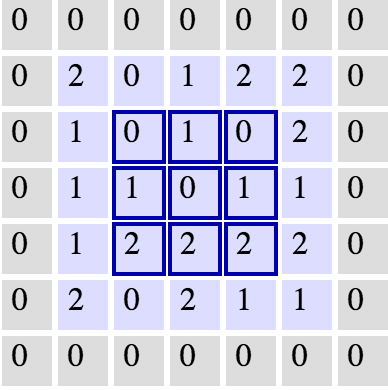 0 0 0 0 0 0 0
0 2 0 1 2 2 0
0 1 0 1 0 2 0
0 1 1 0 1 1 0
0 1 2 2 2 2 0
0 2 0 2 1 1 0
0 0 0 0 0 0 0